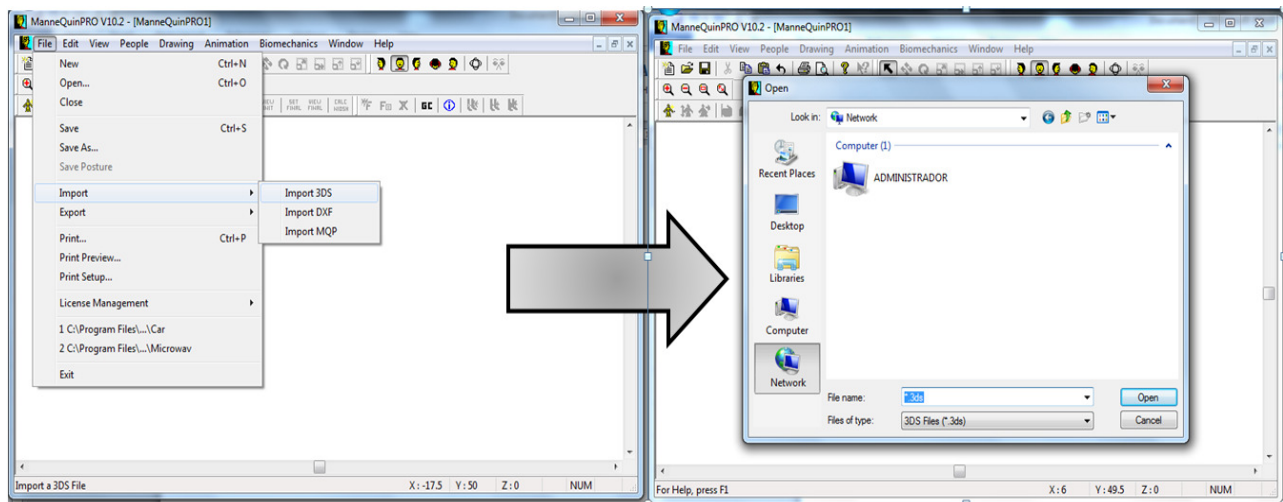 ManneQuinPRO V10.2 - [ManneQuinPRO1]
File Edit View People Drawing Animation Biomechanics Window Help
New Ctrl+N
Open... Ctrl+O
Close
Save Ctrl+S
Save As...
Save Posture
Import
Export
Print... Ctrl+P
Print Preview...
Print Setup...
License Management
1 C:\Program Files\...\Car
2 C:\Program Files\...\Microwav
Exit
Import 3DS
Import DXF
Import MQP
GC
Import a 3DS File
X: -17.5 Y: 50 Z: 0 NUM
ManneQuinPRO V10.2 - [ManneQuinPRO1]
File Edit View People Drawing Animation Biomechanics Window Help
Open
Look in: Network
Computer (1)
ADMINISTRADOR
Recent Places
Desktop
Libraries
Computer
Network
File name: *.3ds
Open
Files of type: 3DS Files (*.3ds)
Cancel
For Help, press F1
X: 6 Y: 49.5 Z: 0 NUM